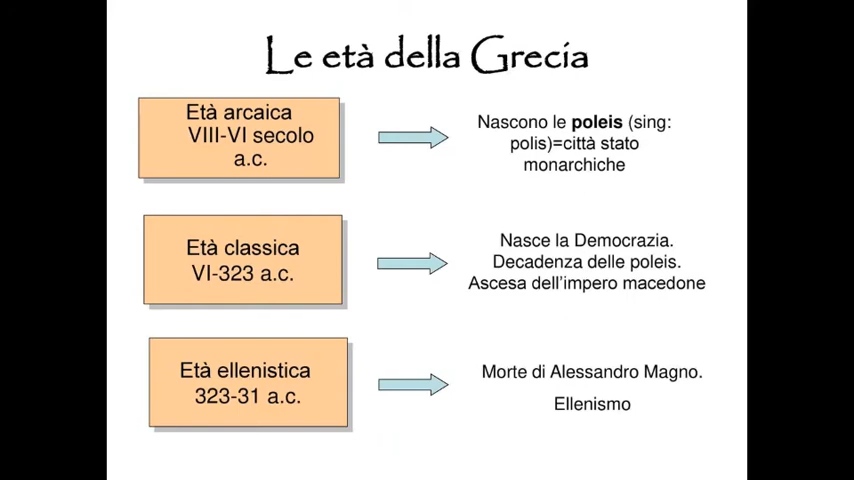 Le età della Grecia
Età arcaica
VIII-VI secolo
a.c.
Nascono le poleis (sing:
polis)=città stato
monarchiche
Età classica
VI-323 a.c.
Nasce la Democrazia.
Decadenza delle poleis.
Ascesa dell'impero macedone
Età ellenistica
323-31 a.c.
Morte di Alessandro Magno.
Ellenismo